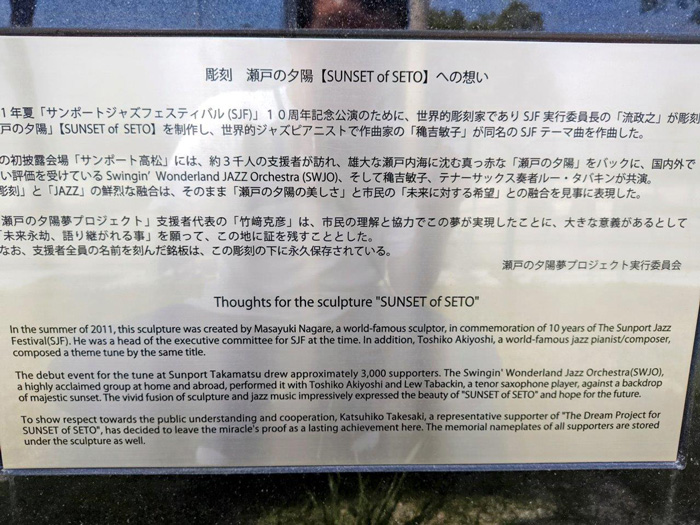 彫刻 瀬戸の夕陽【SUNSET of SETO】への想い
1年夏「サンポートジャズフェスティバル(SJF)」10周年記念公演のために、世界的彫刻家でありSJF実行委員長の「流政之」が彫刻
戸の夕陽」【SUNSET of SETO】を制作し、世界的ジャズピアニストで作曲家の「穐吉敏子」が同名のSJFテーマ曲を作曲した。
の初披露会場「サンポート高松」には、約3千人の支援者が訪れ、雄大な瀬戸内海に沈む真っ赤な「瀬戸の夕陽」をバックに、国内外で
い評価を受けているSwingin' Wonderland JAZZ Orchestra (SWJO)、そして穐吉敏子、テナーサックス奏者ルー・タバキンが共演。
彫刻」と「JAZZ」の鮮烈な融合は、そのまま「瀬戸の夕陽の美しさ」と市民の「未来に対する希望」との融合を見事に表現した。
瀬戸の夕陽夢プロジェクト」支援者代表の「竹﨑克彦」は、市民の理解と協力でこの夢が実現したことに、大きな意義があるとして
「未来永劫、語り継がれる事」を願って、この地に証を残すこととした。
なお、支援者全員の名前を刻んだ銘板は、この彫刻の下に永久保存されている。
瀬戸の夕陽夢プロジェクト実行委員会
Thoughts for the sculpture "SUNSET of SETO"
In the summer of 2011, this sculpture was created by Masayuki Nagare, a world-famous sculptor, in commemoration of 10 years of The Sunport Jazz
Festival(SJF). He was a head of the executive committee for SJF at the time. In addition, Toshiko Akiyoshi, a world-famous jazz pianist/composer,
composed a theme tune by the same title.
The debut event for the tune at Sunport Takamatsu drew approximately 3,000 supporters. The Swingin' Wonderland Jazz Orchestra(SWJO),
a highly acclaimed group at home and abroad, performed it with Toshiko Akiyoshi and Lew Tabackin, a tenor saxophone player, against a backdrop
of majestic sunset. The vivid fusion of sculpture and jazz music impressively expressed the beauty of "SUNSET of SETO" and hope for the future.
To show respect towards the public understanding and cooperation, Katsuhiko Takesaki, a representative supporter of "The Dream Project for
SUNSET of SETO", has decided to leave the miracle's proof as a lasting achievement here. The memorial nameplates of all supporters are stored
under the sculpture as well.